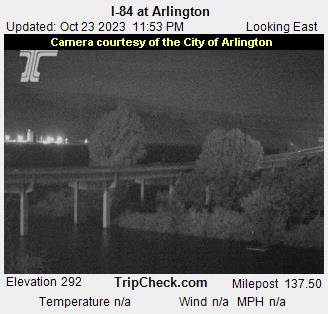 I-84 at Arlington
Updated: Oct 23 2023 11:53 PM Looking East
Camera courtesy of the City of Arlington
Elevation 292 TripCheck.com Milepost 137.50
Temperature n/a Wind n/a MPH n/a